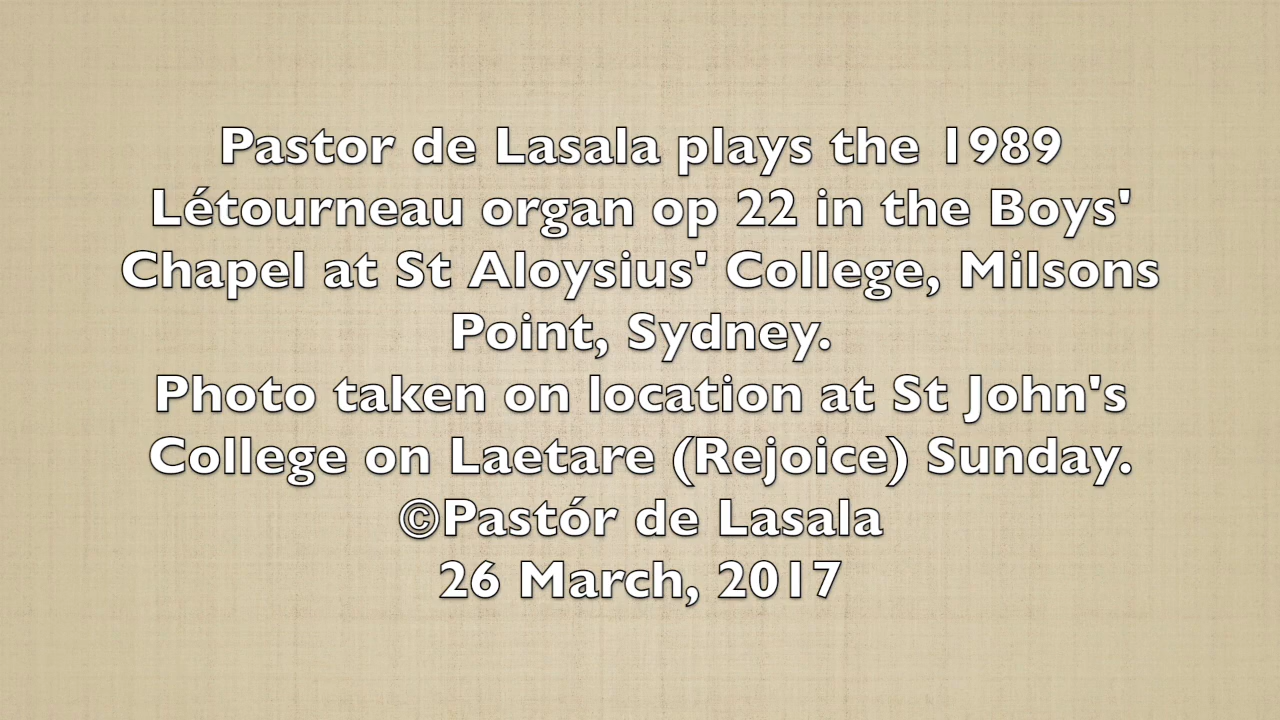 Pastor de Lasala plays the 1989
Létourneau organ op 22 in the Boys'
Chapel at St Aloysius' College, Milsons
Point, Sydney.
Photo taken on location at St John's
College on Laetare (Rejoice) Sunday.
©Pastór de Lasala
26 March, 2017